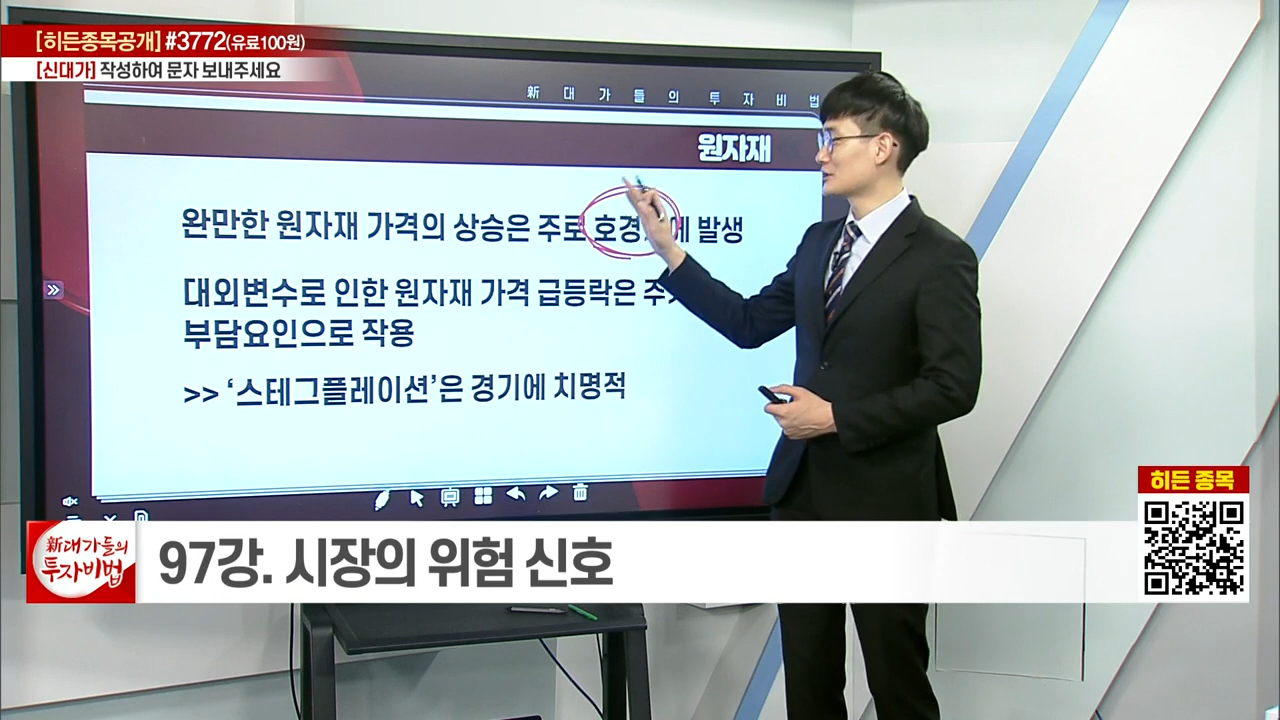 [히든종목공개] #3772(유료100원)
[신대가] 작성하여 문자 보내주세요
新 대 가 들 의 투 자 비 법
원자재
완만한 원자재 가격의 상승은 주로 호경 에 발생
대외변수로 인한 원자재 가격 급등락은
부담요인으로 작용
>> ‘스테그플레이션’은 경기에 치명적
히든 종목
新대가들의
투자비법
97강. 시장의 위험 신호